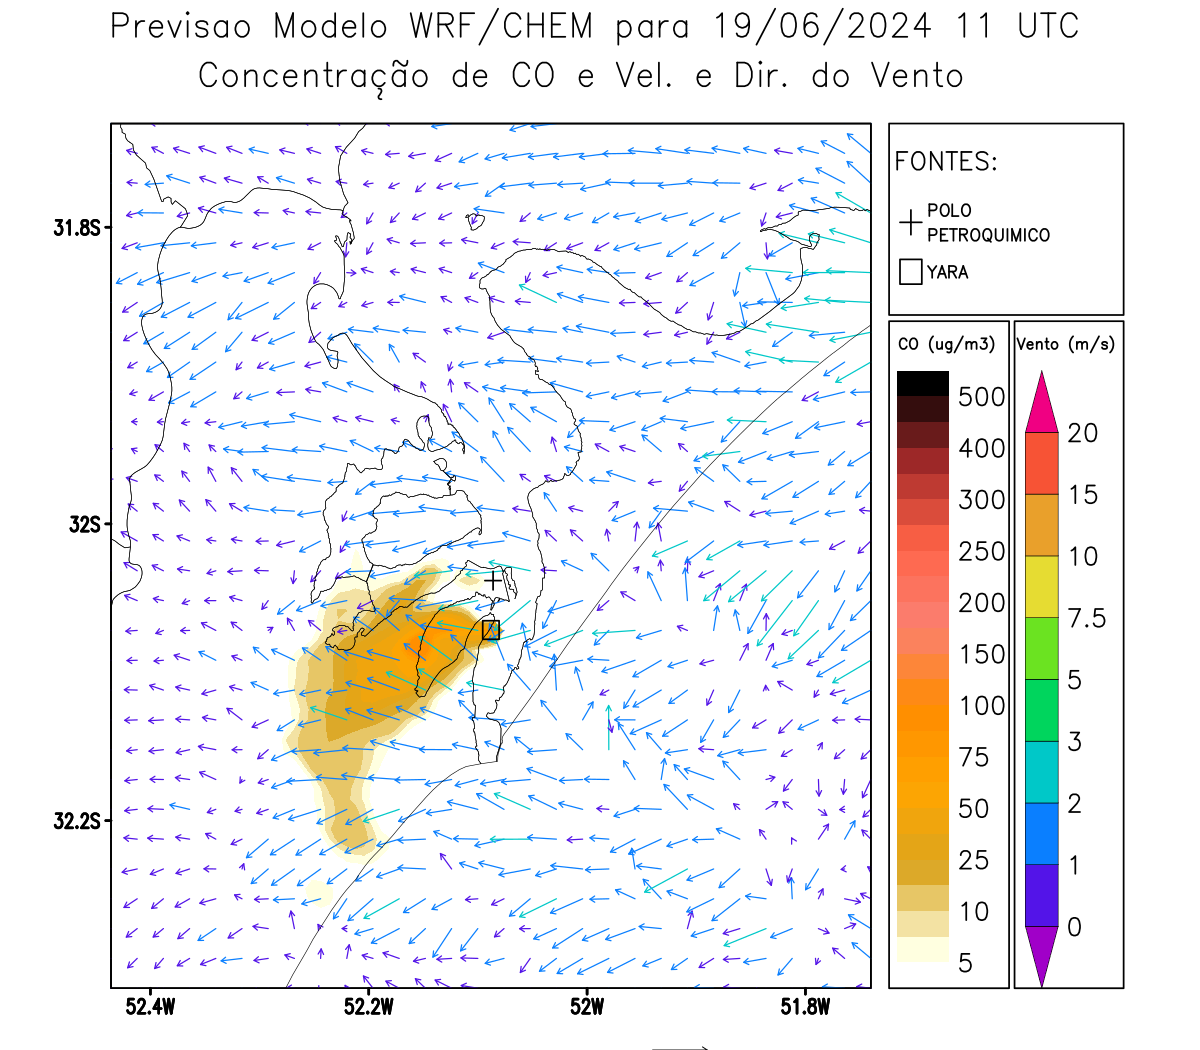 Previsao Modelo WRF/CHEM para 19/06/2024 11 UTC
Concentração de CO e Vel. e Dir. do Vento
FONTES:
POLO
PETROQUIMICO
YARA
CO (ug/m3)
500
400
300
250
200
150
100
75
50
25
10
5
Vento (m/s)
20
15
10
7.5
5
3
2
1
0
31.8S
32S
32.2S
52.4W
52.2W
52W
51.8W